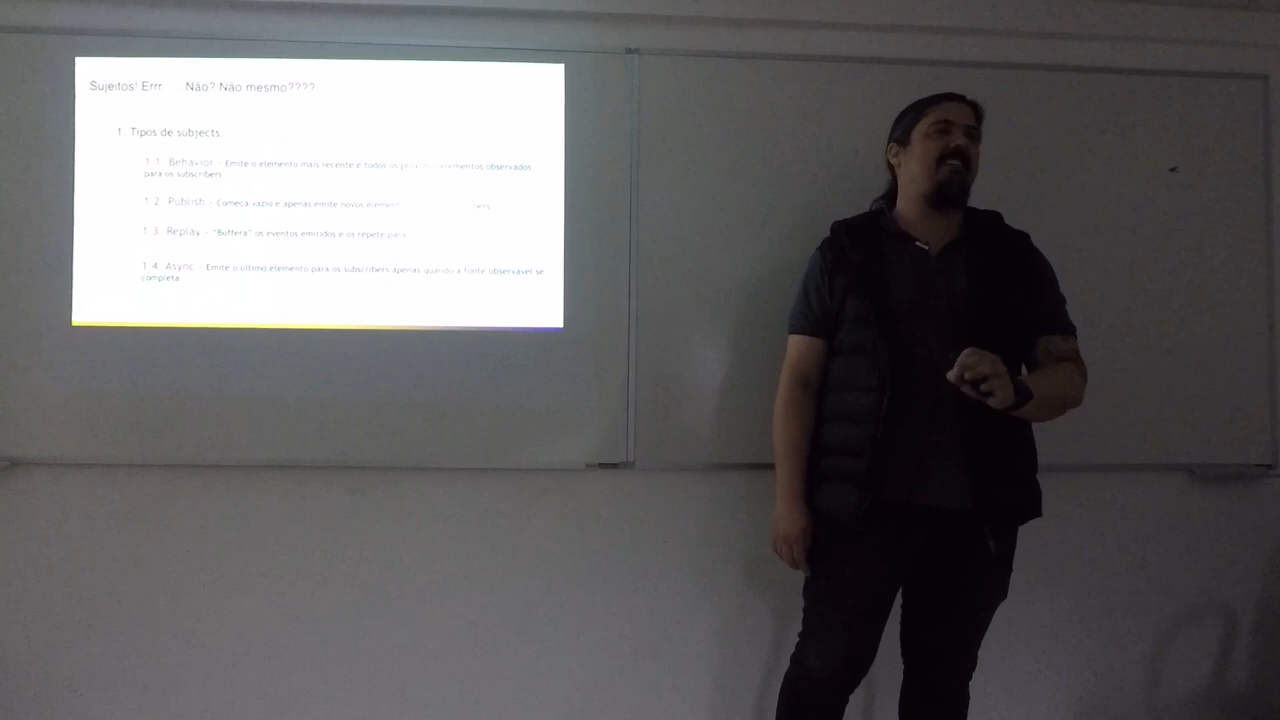 Sujeitos! Errr ...Não? Não mesmo????
1. Tipos de subjects:
1.1. Behavior - Emite o elemento mais recente e todos os elementos observados
para os subscribers
1.2. Publish - Começa vazio e apenas emite novos
1.3. Replay - "Buffera" os eventos emitidos e os repete para
1.4. Async - Emite o ultimo elemento para os subscribers apenas quando a fonte observável se
completa